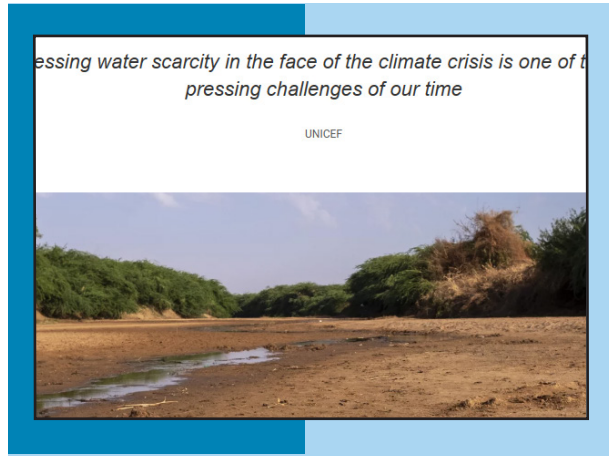 essing water scarcity in the face of the climate crisis is one of t
pressing challenges of our time
UNICEF